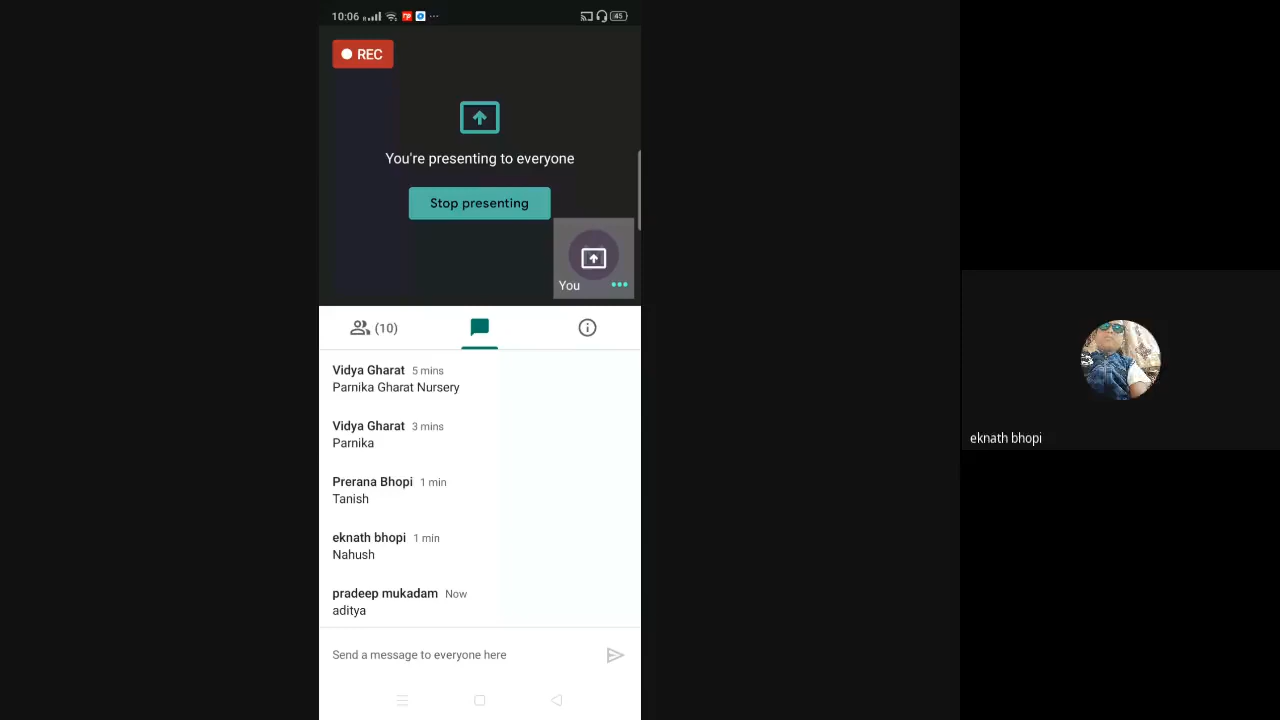 10:06
45
REC
You're presenting to everyone
Stop presenting
You
(10)
Vidya Gharat 5 mins
Parnika Gharat Nursery
Vidya Gharat 3 mins
Parnika
Prerana Bhopi 1 min
Tanish
eknath bhopi 1 min
Nahush
pradeep mukadam Now
aditya
Send a message to everyone here
eknath bhopi